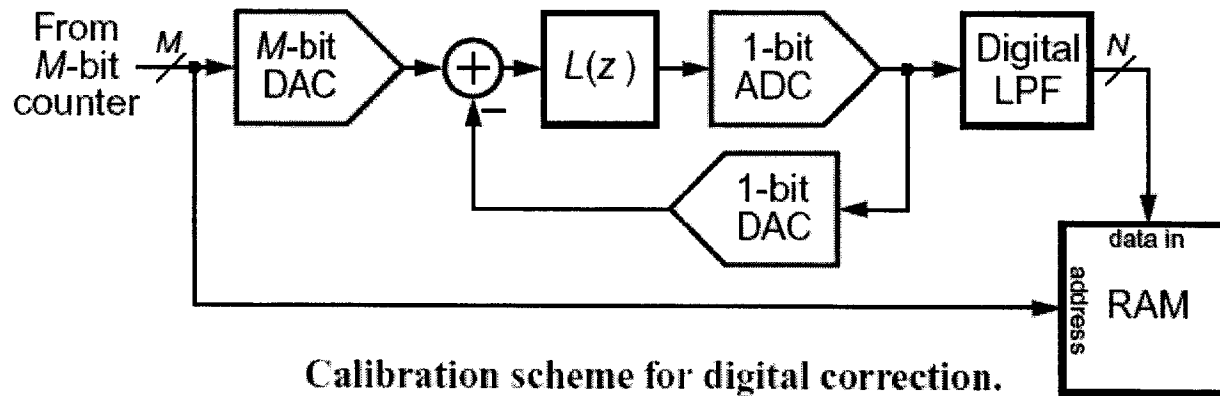 From
M-bit
counter
M
M-bit
DAC
+
−
L(z)
1-bit
ADC
Digital
LPF
N
1-bit
DAC
data in
address
RAM
Calibration scheme for digital correction.